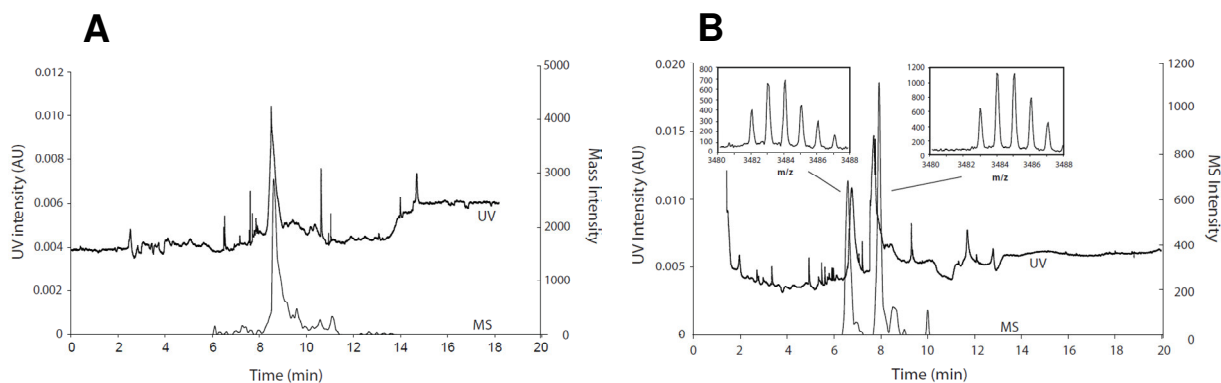 A
B
5000
4000
3000
2000
1000
0
Mass Intensity
0.012
0.010
0.008
0.006
0.004
0.002
0
UV intensity (AU)
UV
MS
0 2 4 6 8 10 12 14 16 18 20
Time (min)
0.020
0.015
0.010
0.005
0
UV Intensity (AU)
800
700
600
500
400
300
200
100
0
3480 3482 3484 3486 3488
m/z
1200
1000
800
600
400
200
0
3480 3482 3484 3486 3488
m/z
1200
1000
800
600
400
200
0
MS Intensity
UV
MS
0 2 4 6 8 10 12 14 16 18 20
Time (min)